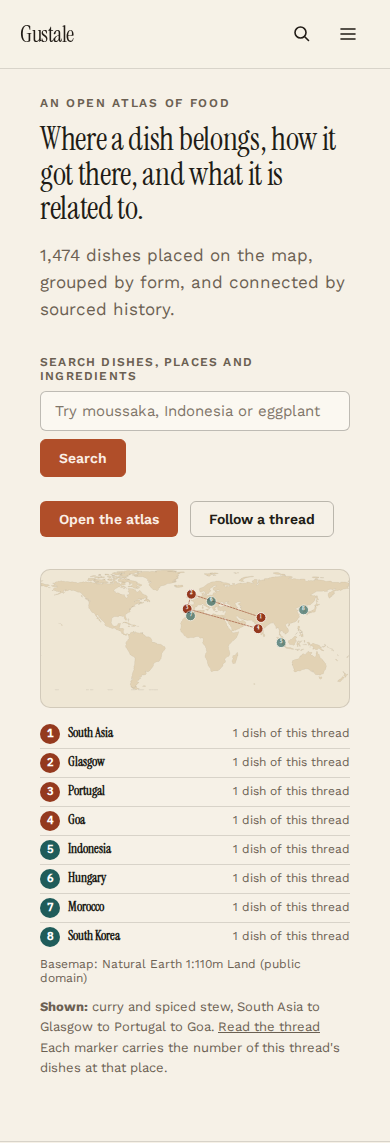 Gustale
AN OPEN ATLAS OF FOOD
Where a dish belongs, how it
got there, and what it is
related to.
1,474 dishes placed on the map,
grouped by form, and connected by
sourced history.
SEARCH DISHES, PLACES AND
INGREDIENTS
Try moussaka, Indonesia or eggplant
Search
Open the atlas
Follow a thread
1 South Asia 1 dish of this thread
2 Glasgow 1 dish of this thread
3 Portugal 1 dish of this thread
4 Goa 1 dish of this thread
5 Indonesia 1 dish of this thread
6 Hungary 1 dish of this thread
7 Morocco 1 dish of this thread
8 South Korea 1 dish of this thread
Basemap: Natural Earth 1:110m Land (public
domain)
Shown: curry and spiced stew, South Asia to
Glasgow to Portugal to Goa. Read the thread
Each marker carries the number of this thread's
dishes at that place.